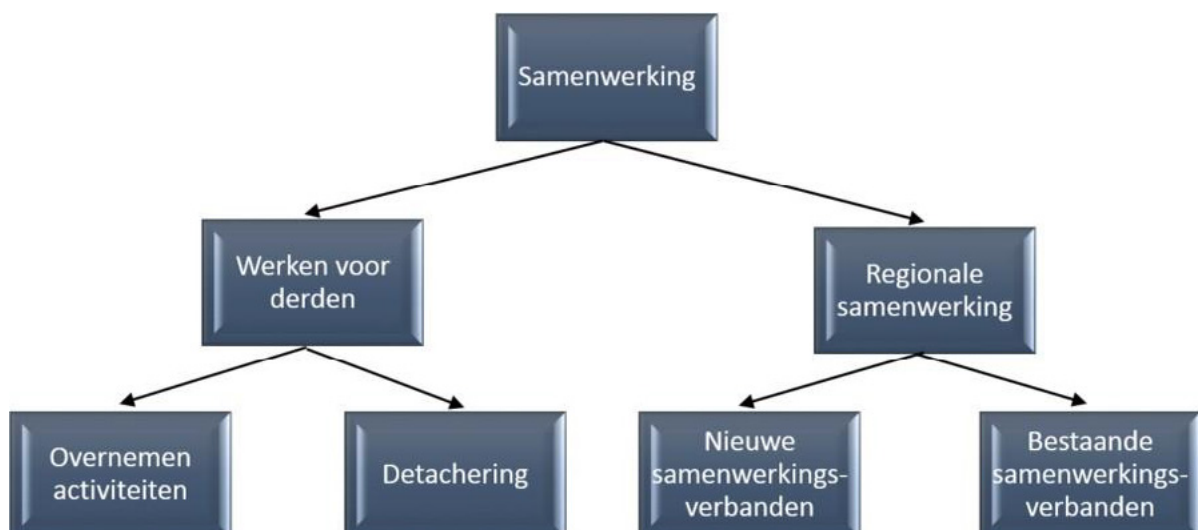 Samenwerking
Werken voor
derden
Regionale
samenwerking
Overnemen
activiteiten
Detachering
Nieuwe
samenwerkings-
verbanden
Bestaande
samenwerkings-
verbanden